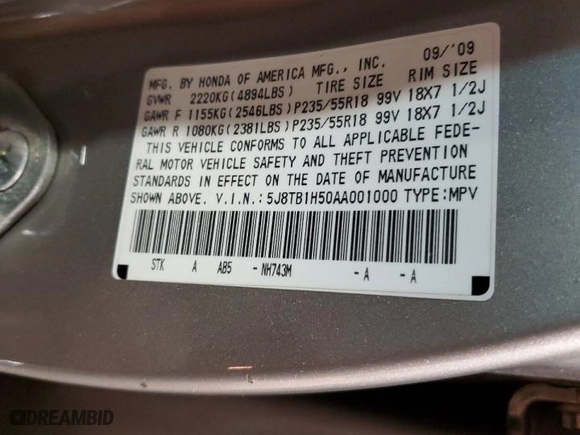 MFG. BY HONDA OF AMERICA MFG., INC. 09/'09
GVWR 2220KG(4894LBS) TIRE SIZE RIM SIZE
GAWR F 1155KG(2546LBS)P235/55R18 99V 18X7 1/2J
GAWR R 1080KG(2381LBS)P235/55R18 99V 18X7 1/2J
THIS VEHICLE CONFORMS TO ALL APPLICABLE FEDE-
RAL MOTOR VEHICLE SAFETY AND THEFT PREVENTION
STANDARDS IN EFFECT ON THE DATE OF MANUFACTURE
SHOWN ABOVE. V.I.N.:5J8TB1H50AA001000 TYPE:MPV
STK A AB5 -NH743M -A -A
DREAMBID